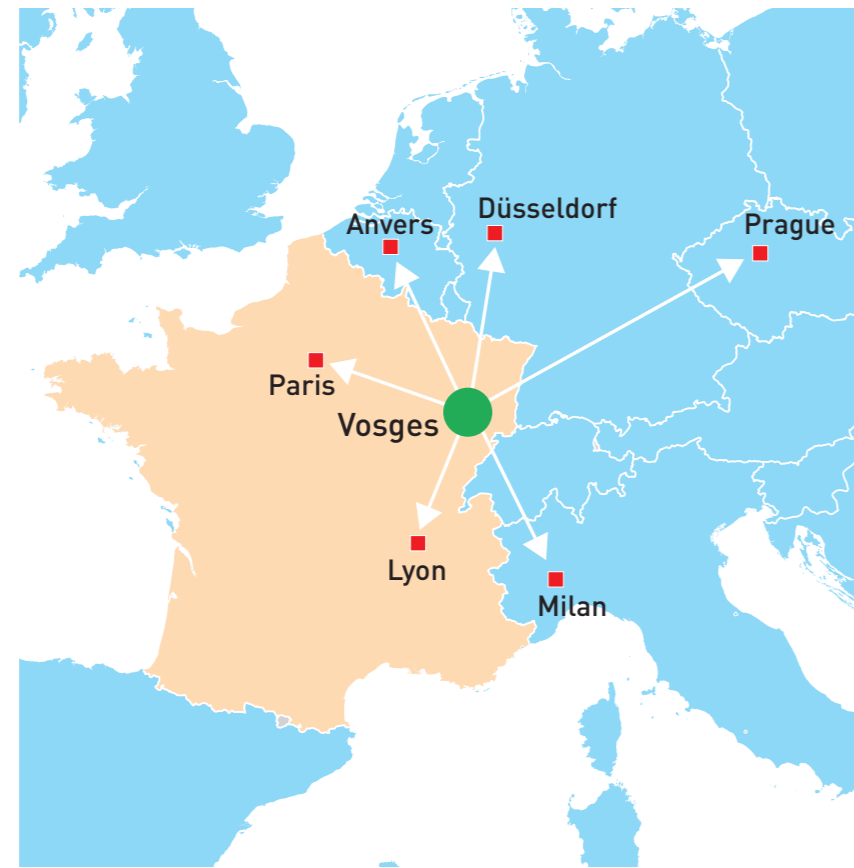 Düsseldorf
Anvers
Prague
Paris
Vosges
Lyon
Milan